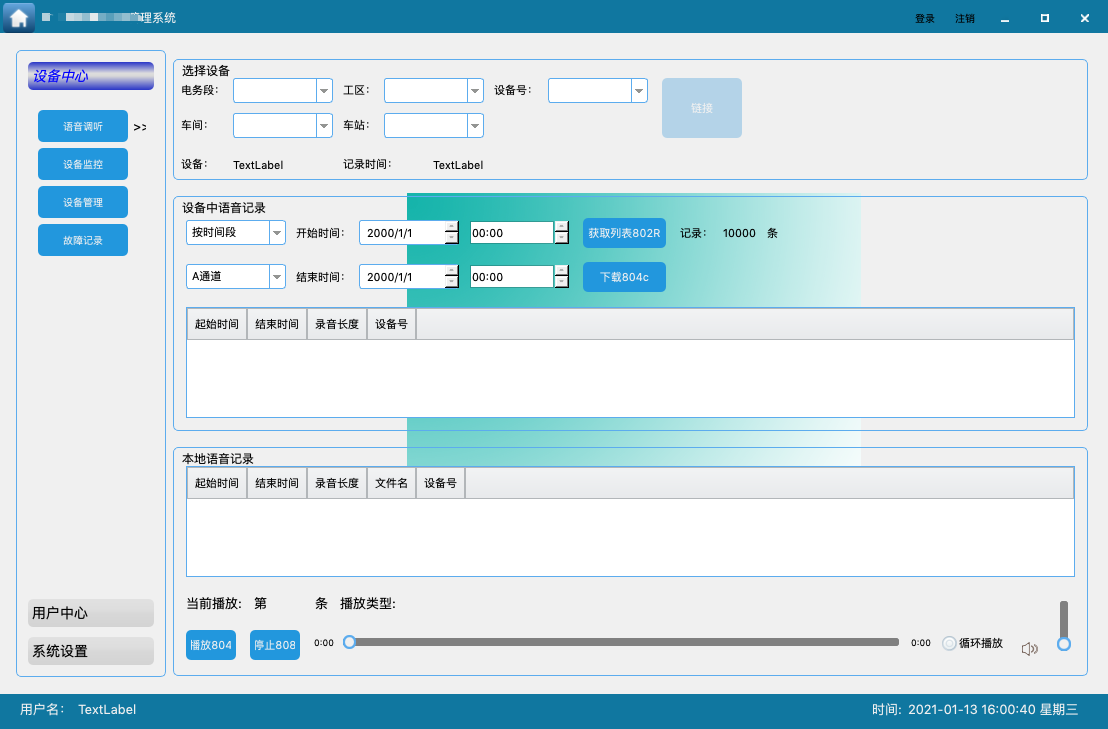 理系统 登录 注销
设备中心
语音调听 >>
设备监控
设备管理
故障记录
用户中心
系统设置
选择设备
电务段: 工区: 设备号:
链接
车间: 车站:
设备: TextLabel 记录时间: TextLabel
设备中语音记录
按时间段 开始时间: 2000/1/1 00:00 获取列表802R 记录: 10000 条
A通道 结束时间: 2000/1/1 00:00 下载804c
起始时间 结束时间 录音长度 设备号
本地语音记录
起始时间 结束时间 录音长度 文件名 设备号
当前播放: 第 条 播放类型:
播放804 停止808 0:00 0:00 循环播放
用户名: TextLabel 时间: 2021-01-13 16:00:40 星期三